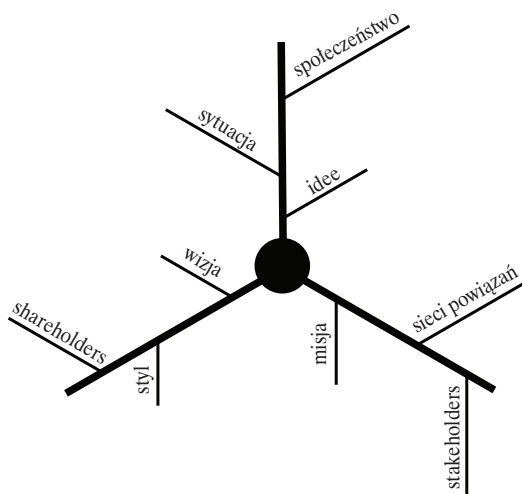 społeczeństwo
sytuacja
idee
wizja
sieci powiązań
shareholders
misja
styl
stakeholders